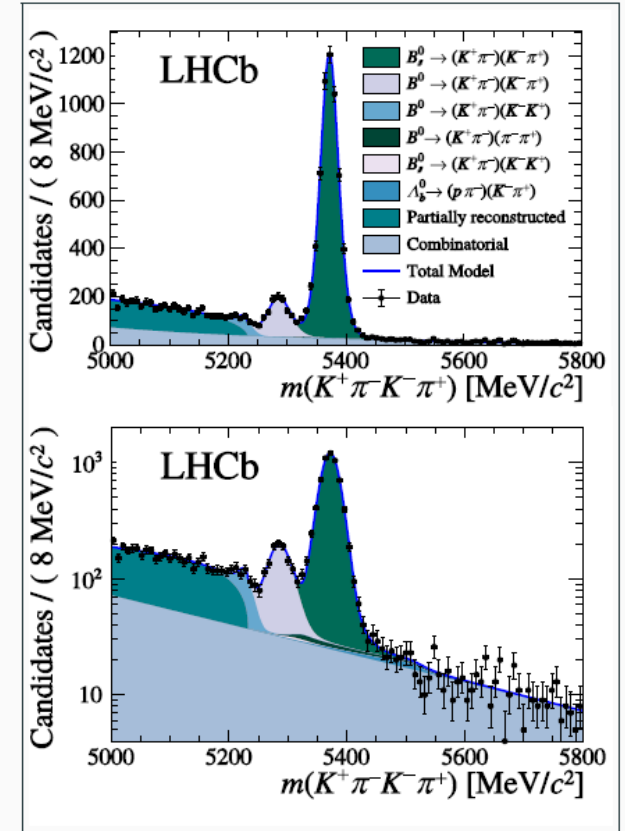 LHCb
Candidates / ( 8 MeV/c² )
1200
1000
800
600
400
200
0
B⁰ₛ → (K⁺π⁻)(K⁻π⁺)
B⁰ → (K⁺π⁻)(K⁻π⁺)
B⁰ → (K⁺π⁻)(K⁻K⁺)
B⁰ → (K⁺π⁻)(π⁻π⁺)
B⁰ₛ → (K⁺π⁻)(K⁻K⁺)
Λ⁰_b → (pπ⁻)(K⁻π⁺)
Partially reconstructed
Combinatorial
Total Model
Data
5000 5200 5400 5600 5800
m(K⁺π⁻K⁻π⁺) [MeV/c²]
LHCb
Candidates / ( 8 MeV/c² )
10³
10²
10
5000 5200 5400 5600 5800
m(K⁺π⁻K⁻π⁺) [MeV/c²]